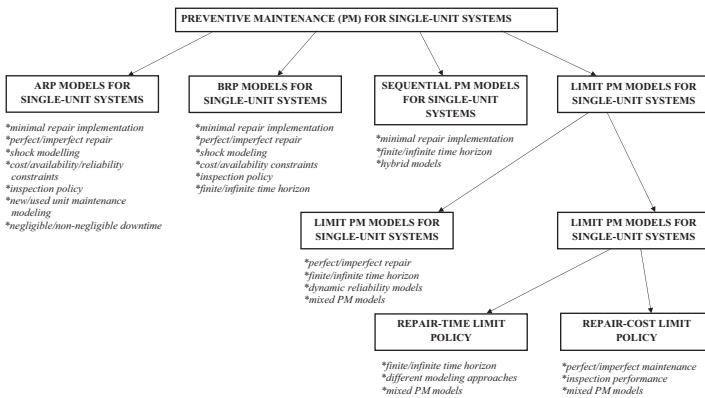 PREVENTIVE MAINTENANCE (PM) FOR SINGLE-UNIT SYSTEMS
ARP MODELS FOR
SINGLE-UNIT SYSTEMS
*minimal repair implementation
*perfect/imperfect repair
*shock modelling
*cost/availability/reliability
constraints
*inspection policy
*new/used unit maintenance
modeling
*negligible/non-negligible downtime
BRP MODELS FOR
SINGLE-UNIT SYSTEMS
*minimal repair implementation
*perfect/imperfect repair
*shock modeling
*cost/availability constraints
*inspection policy
*finite/infinite time horizon
SEQUENTIAL PM MODELS
FOR SINGLE-UNIT
SYSTEMS
*minimal repair implementation
*finite/infinite time horizon
*hybrid models
LIMIT PM MODELS FOR
SINGLE-UNIT SYSTEMS
LIMIT PM MODELS FOR
SINGLE-UNIT SYSTEMS
*perfect/imperfect repair
*finite/infinite time horizon
*dynamic reliability models
*mixed PM models
LIMIT PM MODELS FOR
SINGLE-UNIT SYSTEMS
REPAIR-TIME LIMIT
POLICY
*finite/infinite time horizon
*different modeling approaches
*mixed PM models
REPAIR-COST LIMIT
POLICY
*perfect/imperfect maintenance
*inspection performance
*mixed PM models